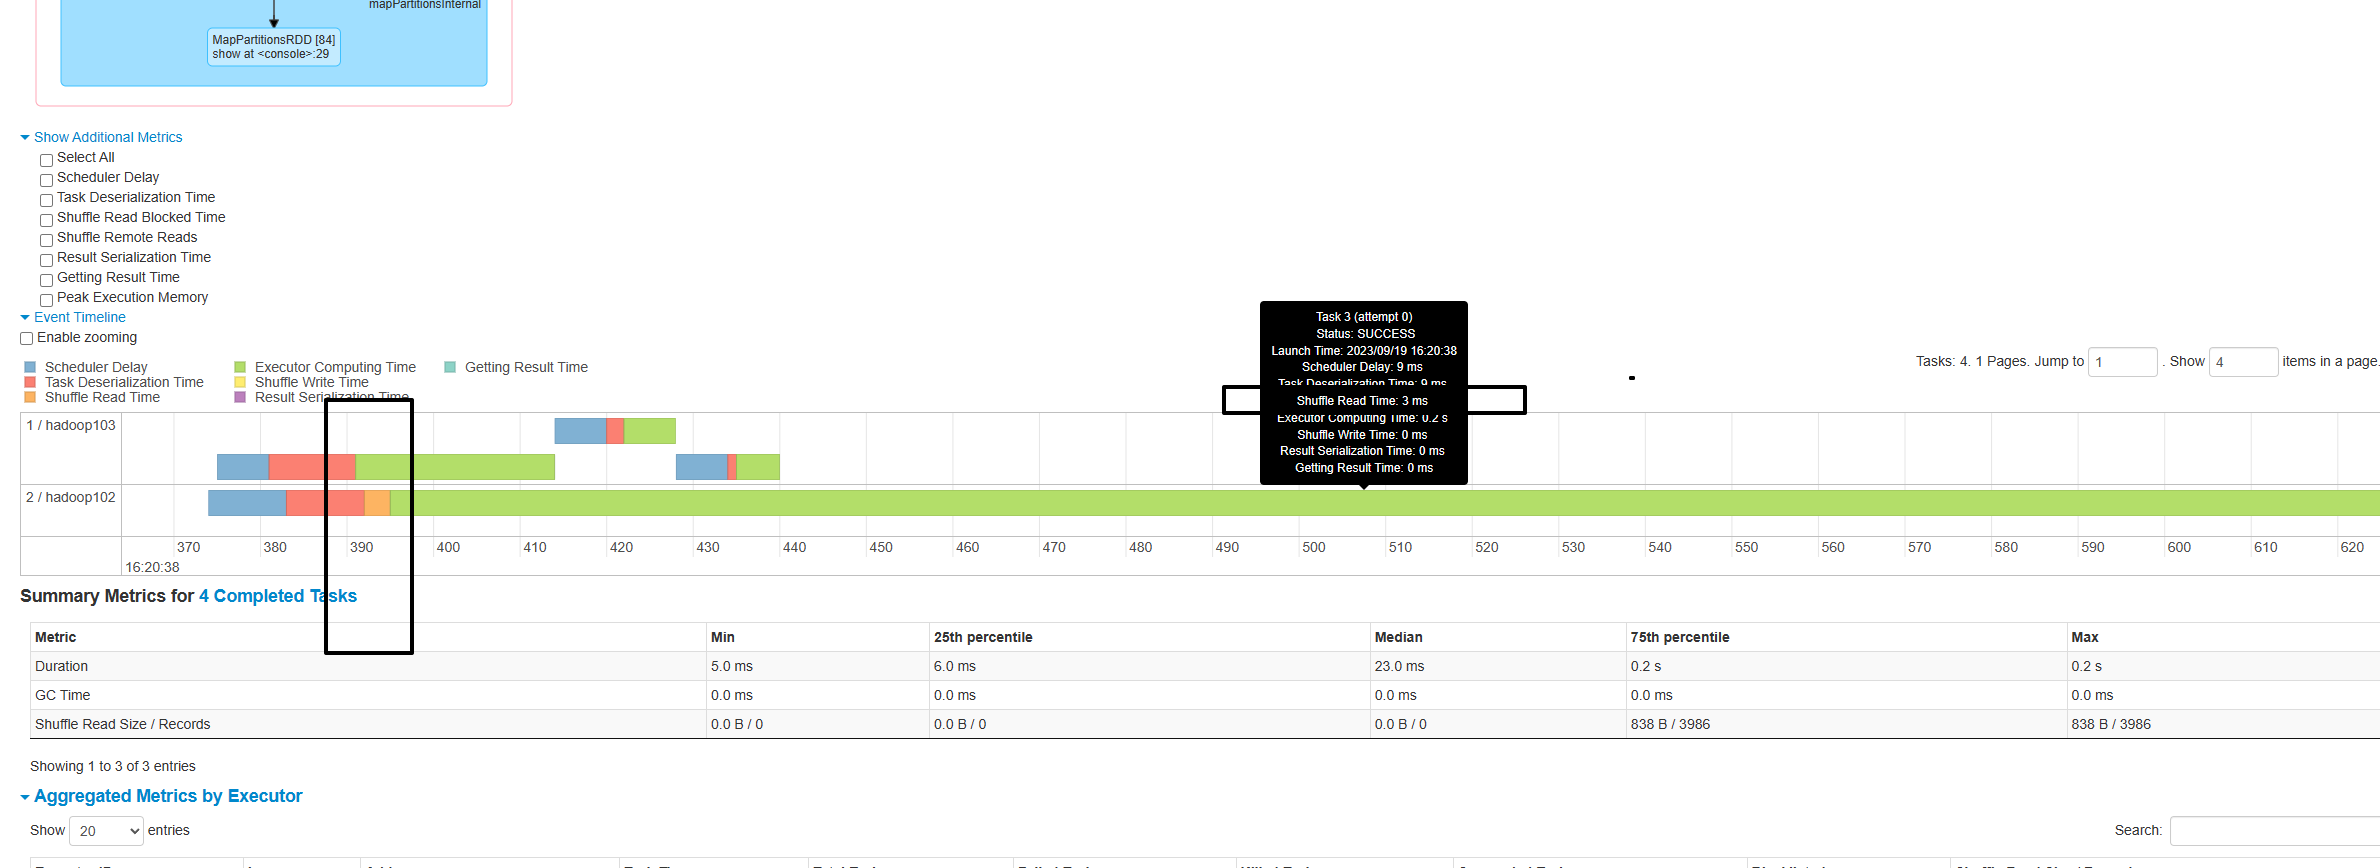 mapPartitionsInternal
MapPartitionsRDD [84]
show at <console>:29
Show Additional Metrics
Select All
Scheduler Delay
Task Deserialization Time
Shuffle Read Blocked Time
Shuffle Remote Reads
Result Serialization Time
Getting Result Time
Peak Execution Memory
Event Timeline
Enable zooming
Scheduler Delay
Task Deserialization Time
Shuffle Read Time
Executor Computing Time
Shuffle Write Time
Result Serialization Time
Getting Result Time
Tasks: 4. 1 Pages. Jump to 1 . Show 4 items in a page.
Task 3 (attempt 0)
Status: SUCCESS
Launch Time: 2023/09/19 16:20:38
Scheduler Delay: 9 ms
Task Deserialization Time: 9 ms
Shuffle Read Time: 3 ms
Executor Computing Time: 0.2 s
Shuffle Write Time: 0 ms
Result Serialization Time: 0 ms
Getting Result Time: 0 ms
1 / hadoop103
2 / hadoop102
370 380 390 400 410 420 430 440 450 460 470 480 490 500 510 520 530 540 550 560 570 580 590 600 610 620
16:20:38
Summary Metrics for 4 Completed Tasks
Metric Min 25th percentile Median 75th percentile Max
Duration 5.0 ms 6.0 ms 23.0 ms 0.2 s 0.2 s
GC Time 0.0 ms 0.0 ms 0.0 ms 0.0 ms 0.0 ms
Shuffle Read Size / Records 0.0 B / 0 0.0 B / 0 0.0 B / 0 838 B / 3986 838 B / 3986
Showing 1 to 3 of 3 entries
Aggregated Metrics by Executor
Show 20 entries
Search: